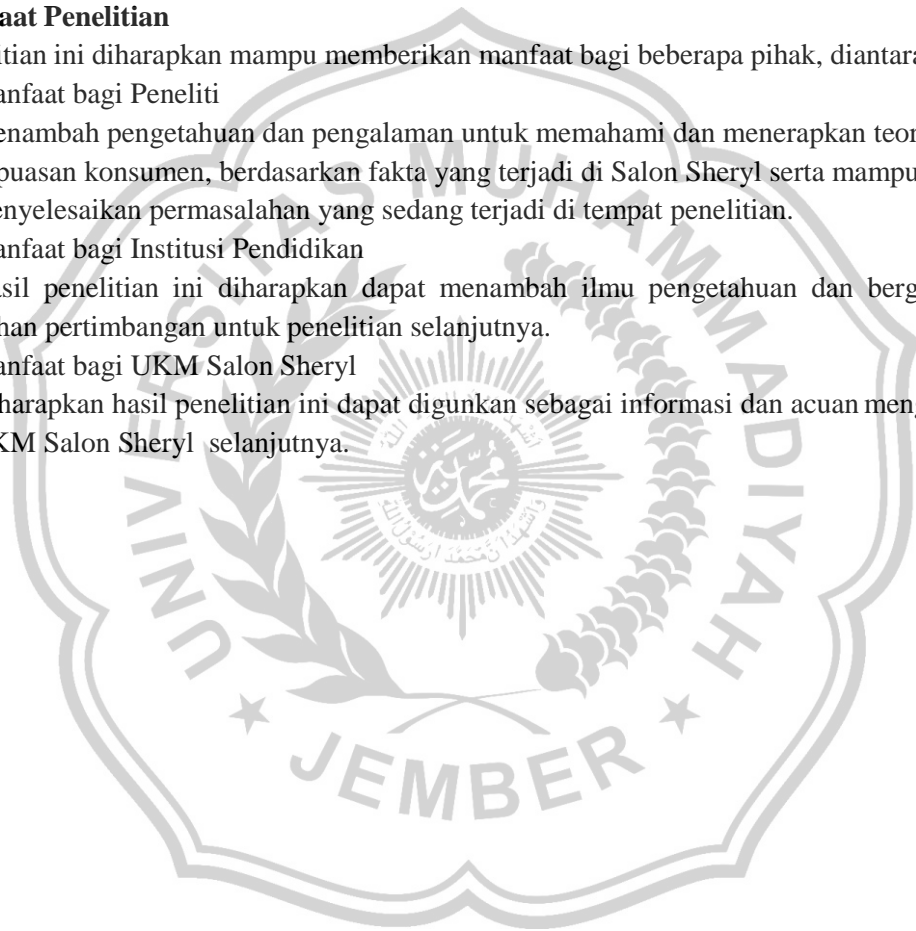 aat Penelitian
itian ini diharapkan mampu memberikan manfaat bagi beberapa pihak, diantara
anfaat bagi Peneliti
enambah pengetahuan dan pengalaman untuk memahami dan menerapkan teor
puasan konsumen, berdasarkan fakta yang terjadi di Salon Sheryl serta mampu
enyelesaikan permasalahan yang sedang terjadi di tempat penelitian.
anfaat bagi Institusi Pendidikan
asil penelitian ini diharapkan dapat menambah ilmu pengetahuan dan berg
han pertimbangan untuk penelitian selanjutnya.
anfaat bagi UKM Salon Sheryl
harapkan hasil penelitian ini dapat digunkan sebagai informasi dan acuan meng
KM Salon Sheryl selanjutnya.
UNIVERSITAS MUHAMMADIYAH
JEMBER